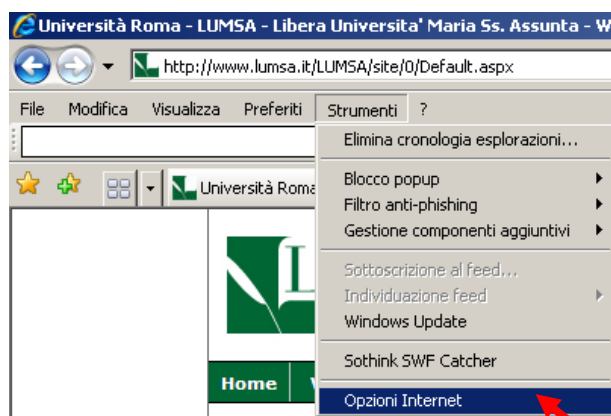 Università Roma - LUMSA - Libera Universita' Maria Ss. Assunta - W
http://www.lumsa.it/LUMSA/site/0/Default.aspx
File Modifica Visualizza Preferiti Strumenti ?
Elimina cronologia esplorazioni...
Università Roma
Blocco popup
Filtro anti-phishing
Gestione componenti aggiuntivi
Sottoscrizione al feed...
Individuazione feed
Windows Update
Sothink SWF Catcher
Home
Opzioni Internet